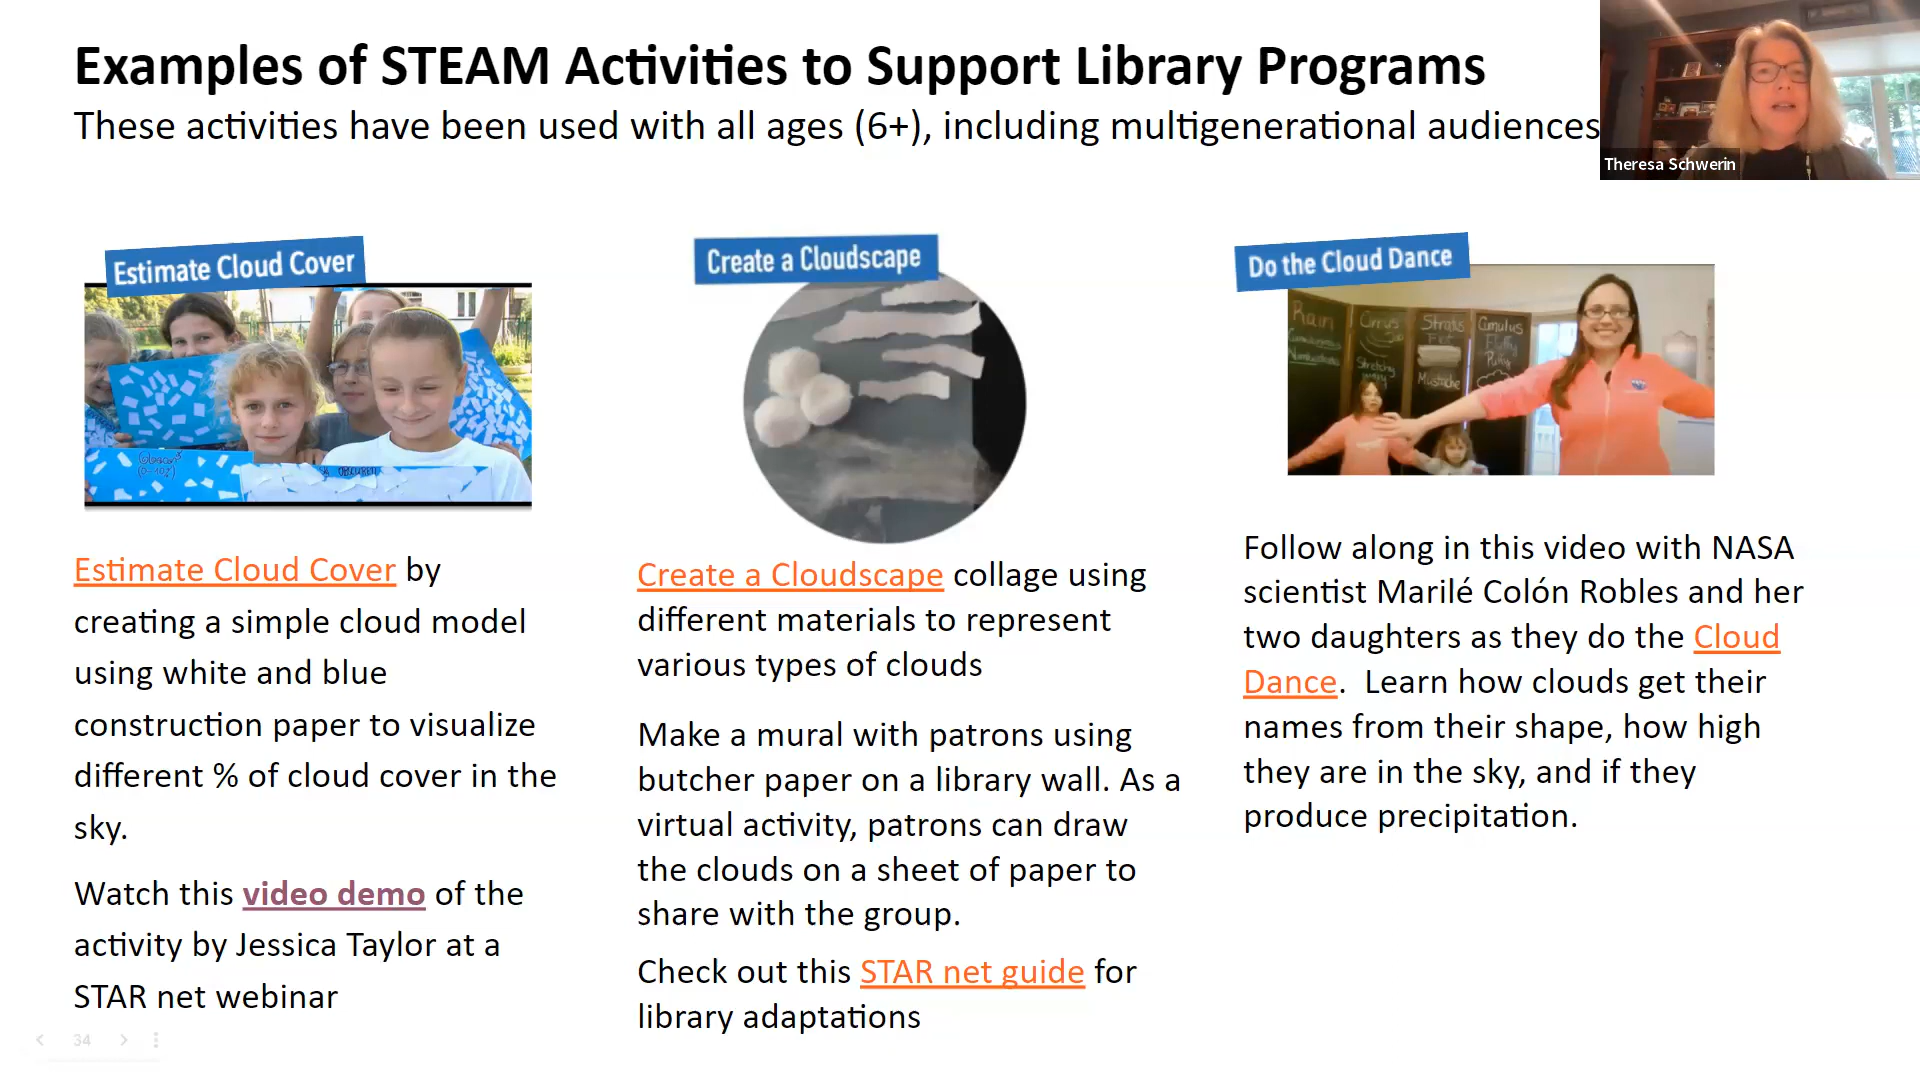 Examples of STEAM Activities to Support Library Programs
These activities have been used with all ages (6+), including multigenerational audiences
Theresa Schwerin
Estimate Cloud Cover
Estimate Cloud Cover by
creating a simple cloud model
using white and blue
construction paper to visualize
different % of cloud cover in the
sky.
Watch this video demo of the
activity by Jessica Taylor at a
STAR net webinar
Create a Cloudscape
Create a Cloudscape collage using
different materials to represent
various types of clouds
Make a mural with patrons using
butcher paper on a library wall. As a
virtual activity, patrons can draw
the clouds on a sheet of paper to
share with the group.
Check out this STAR net guide for
library adaptations
Do the Cloud Dance
Rain
Cirrus
Stratus
Cumulus
Fluffy
Stretchy
Mustache
Follow along in this video with NASA
scientist Marilé Colón Robles and her
two daughters as they do the Cloud
Dance. Learn how clouds get their
names from their shape, how high
they are in the sky, and if they
produce precipitation.
34